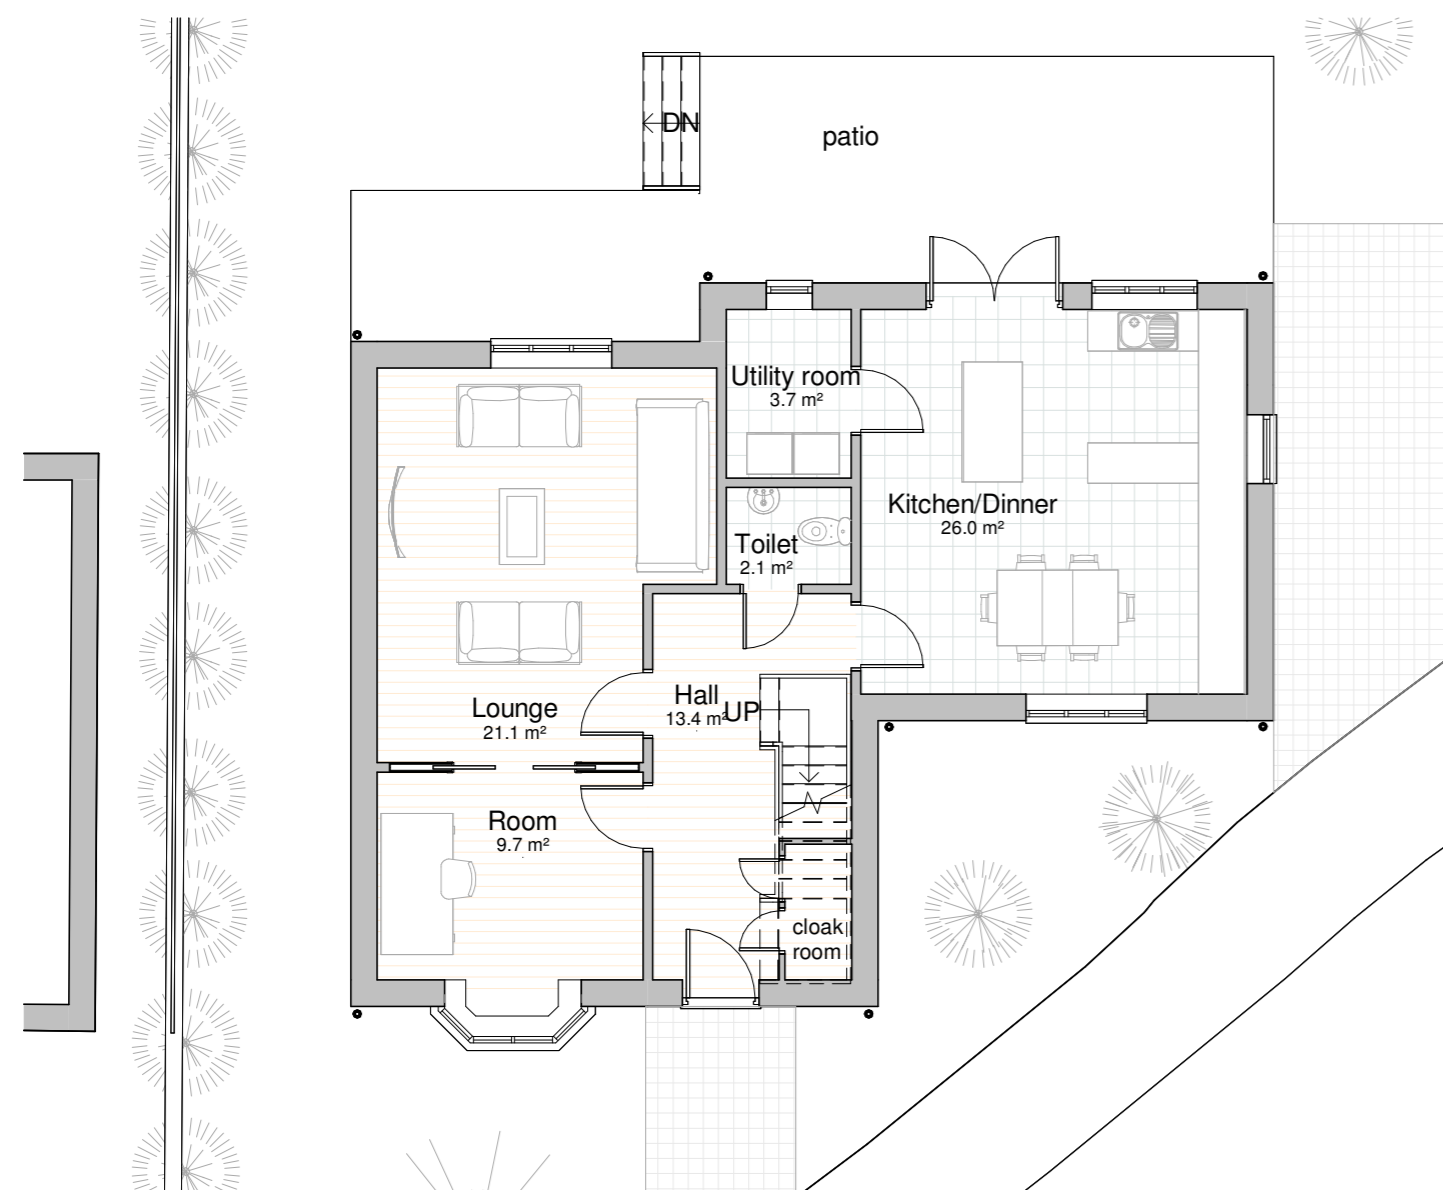 DN
patio
Utility room
3.7 m²
Kitchen/Dinner
26.0 m²
Toilet
2.1 m²
Hall
13.4 m²
UP
Lounge
21.1 m²
Room
9.7 m²
cloak
room